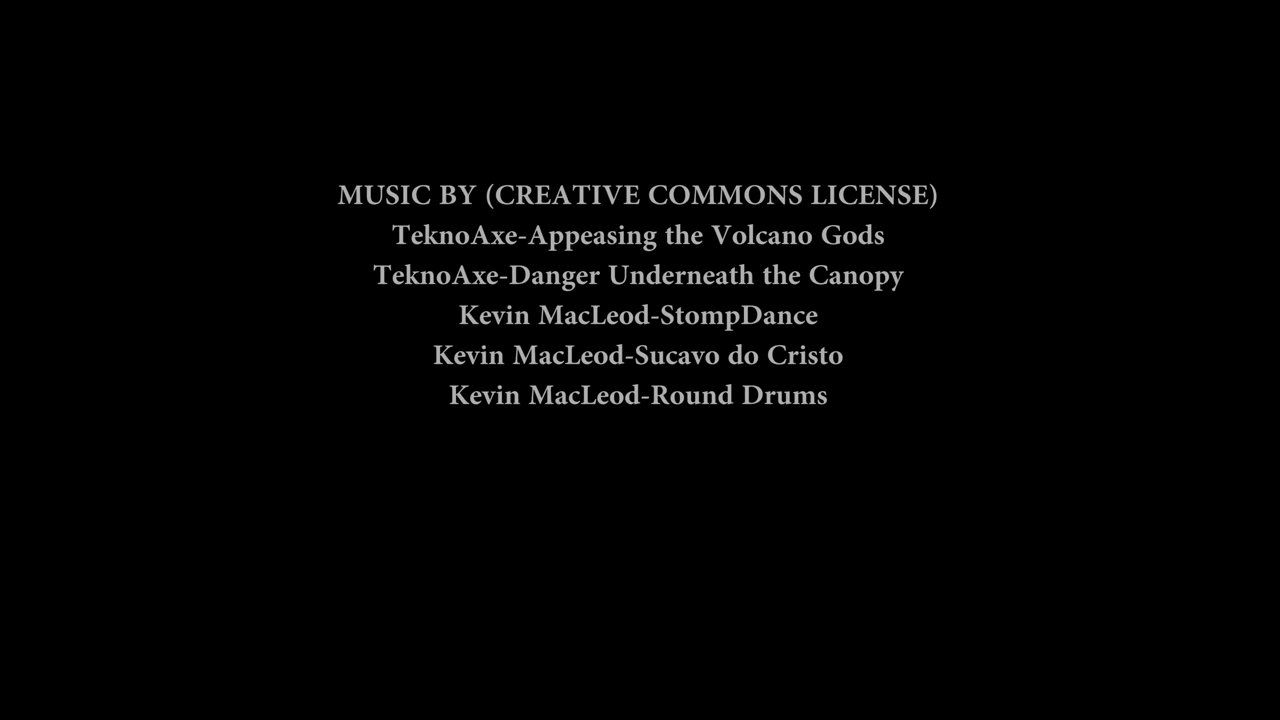 MUSIC BY (CREATIVE COMMONS LICENSE)
TeknoAxe-Appeasing the Volcano Gods
TeknoAxe-Danger Underneath the Canopy
Kevin MacLeod-StompDance
Kevin MacLeod-Sucavo do Cristo
Kevin MacLeod-Round Drums